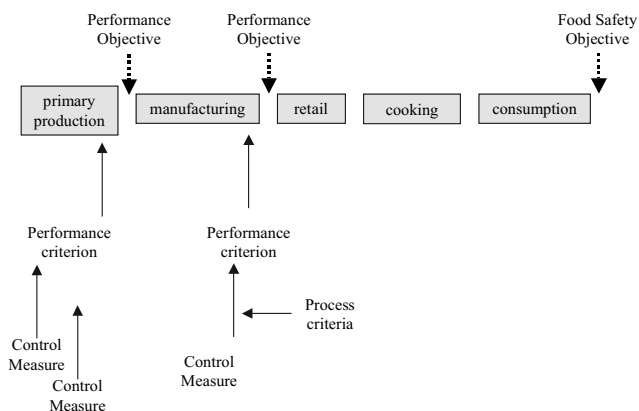 Performance
Objective
Performance
Objective
Food Safety
Objective
primary
production
manufacturing
retail
cooking
consumption
Performance
criterion
Performance
criterion
Process
criteria
Control
Measure
Control
Measure
Control
Measure